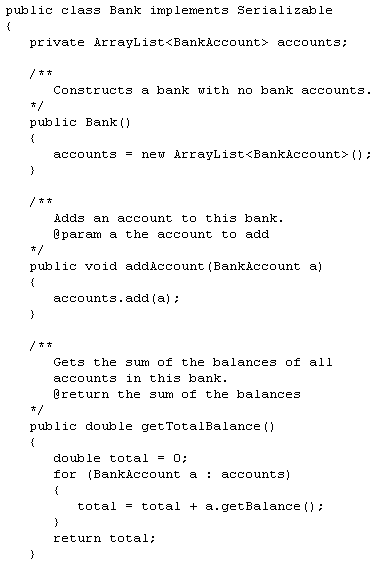 public class Bank implements Serializable
{
   private ArrayList<BankAccount> accounts;

   /**
      Constructs a bank with no bank accounts.
   */
   public Bank()
   {
      accounts = new ArrayList<BankAccount>();
   }

   /**
      Adds an account to this bank.
      @param a the account to add
   */
   public void addAccount(BankAccount a)
   {
      accounts.add(a);
   }

   /**
      Gets the sum of the balances of all
      accounts in this bank.
      @return the sum of the balances
   */
   public double getTotalBalance()
   {
      double total = 0;
      for (BankAccount a : accounts)
      {
         total = total + a.getBalance();
      }
      return total;
   }